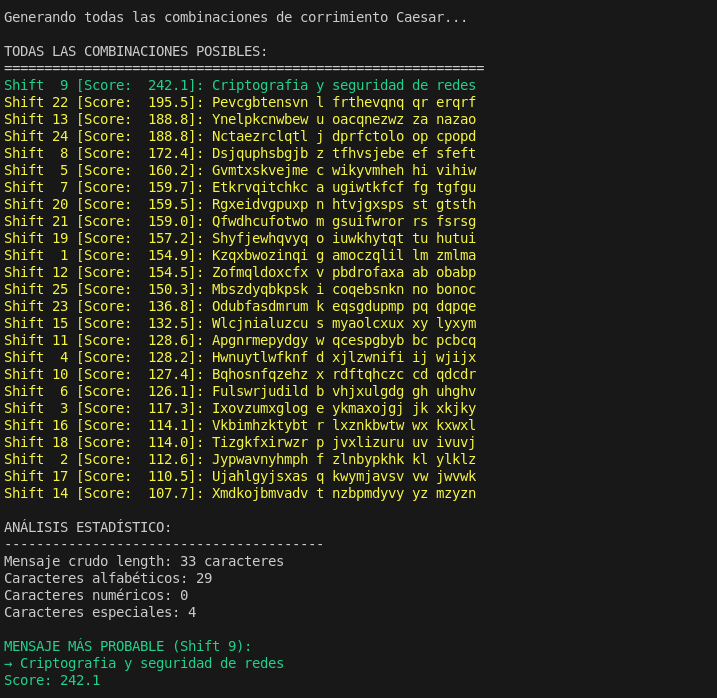 Generando todas las combinaciones de corrimiento Caesar...
TODAS LAS COMBINACIONES POSIBLES:
============================================================
Shift  9 [Score:  242.1]: Criptografia y seguridad de redes
Shift 22 [Score:  195.5]: Pevcgbtensvn l frthevqnq qr erqrf
Shift 13 [Score:  188.8]: Ynelpkcnwbew u oacqnezwz za nazao
Shift 24 [Score:  188.8]: Nctaezrclqtl j dprfctolo op cpopd
Shift  8 [Score:  172.4]: Dsjquphsbgjb z tfhvsjebe ef sfeft
Shift  5 [Score:  160.2]: Gvmtxskvejme c wikyvmheh hi vihiw
Shift  7 [Score:  159.7]: Etkrvqitchkc a ugiwtkfcf fg tgfgu
Shift 20 [Score:  159.5]: Rgxeidvgpuxp n htvjgxsps st gtsth
Shift 21 [Score:  159.0]: Qfwdhcufotwo m gsuifwror rs fsrsg
Shift 19 [Score:  157.2]: Shyfjewhqvyq o iuwkhytqt tu hutui
Shift  1 [Score:  154.9]: Kzqxbwozinqi g amoczqlil lm zmlma
Shift 12 [Score:  154.5]: Zofmqldoxcfx v pbdrofaxa ab obabp
Shift 25 [Score:  150.3]: Mbszdyqbkpsk i coqebsnkn no bonoc
Shift 23 [Score:  136.8]: Odubfasdmrum k eqsgdupmp pq dqpqe
Shift 15 [Score:  132.5]: Wlcjnialuzcu s myaolcxux xy lyxym
Shift 11 [Score:  128.6]: Apgnrmepydgy w qcespgbyb bc pcbcq
Shift  4 [Score:  128.2]: Hwnuytlwfknf d xjlzwnifi ij wjijx
Shift 10 [Score:  127.4]: Bqhosnfqzehz x rdftqhczc cd qdcdr
Shift  6 [Score:  126.1]: Fulswrjudild b vhjxulgdg gh uhghv
Shift  3 [Score:  117.3]: Ixovzumxglog e ykmaxojgj jk xkjky
Shift 16 [Score:  114.1]: Vkbimhzktybt r lxznkbwtw wx kxwxl
Shift 18 [Score:  114.0]: Tizgkfxirwzr p jvxlizuru uv ivuvj
Shift  2 [Score:  112.6]: Jypwavnyhmph f zlnbypkhk kl ylklz
Shift 17 [Score:  110.5]: Ujahlgyjsxas q kwymjavsv vw jwvwk
Shift 14 [Score:  107.7]: Xmdkojbmvadv t nzbpmdyvy yz mzyzn
ANÁLISIS ESTADÍSTICO:
----------------------------------------
Mensaje crudo length: 33 caracteres
Caracteres alfabéticos: 29
Caracteres numéricos: 0
Caracteres especiales: 4
MENSAJE MÁS PROBABLE (Shift 9):
→ Criptografia y seguridad de redes
Score: 242.1